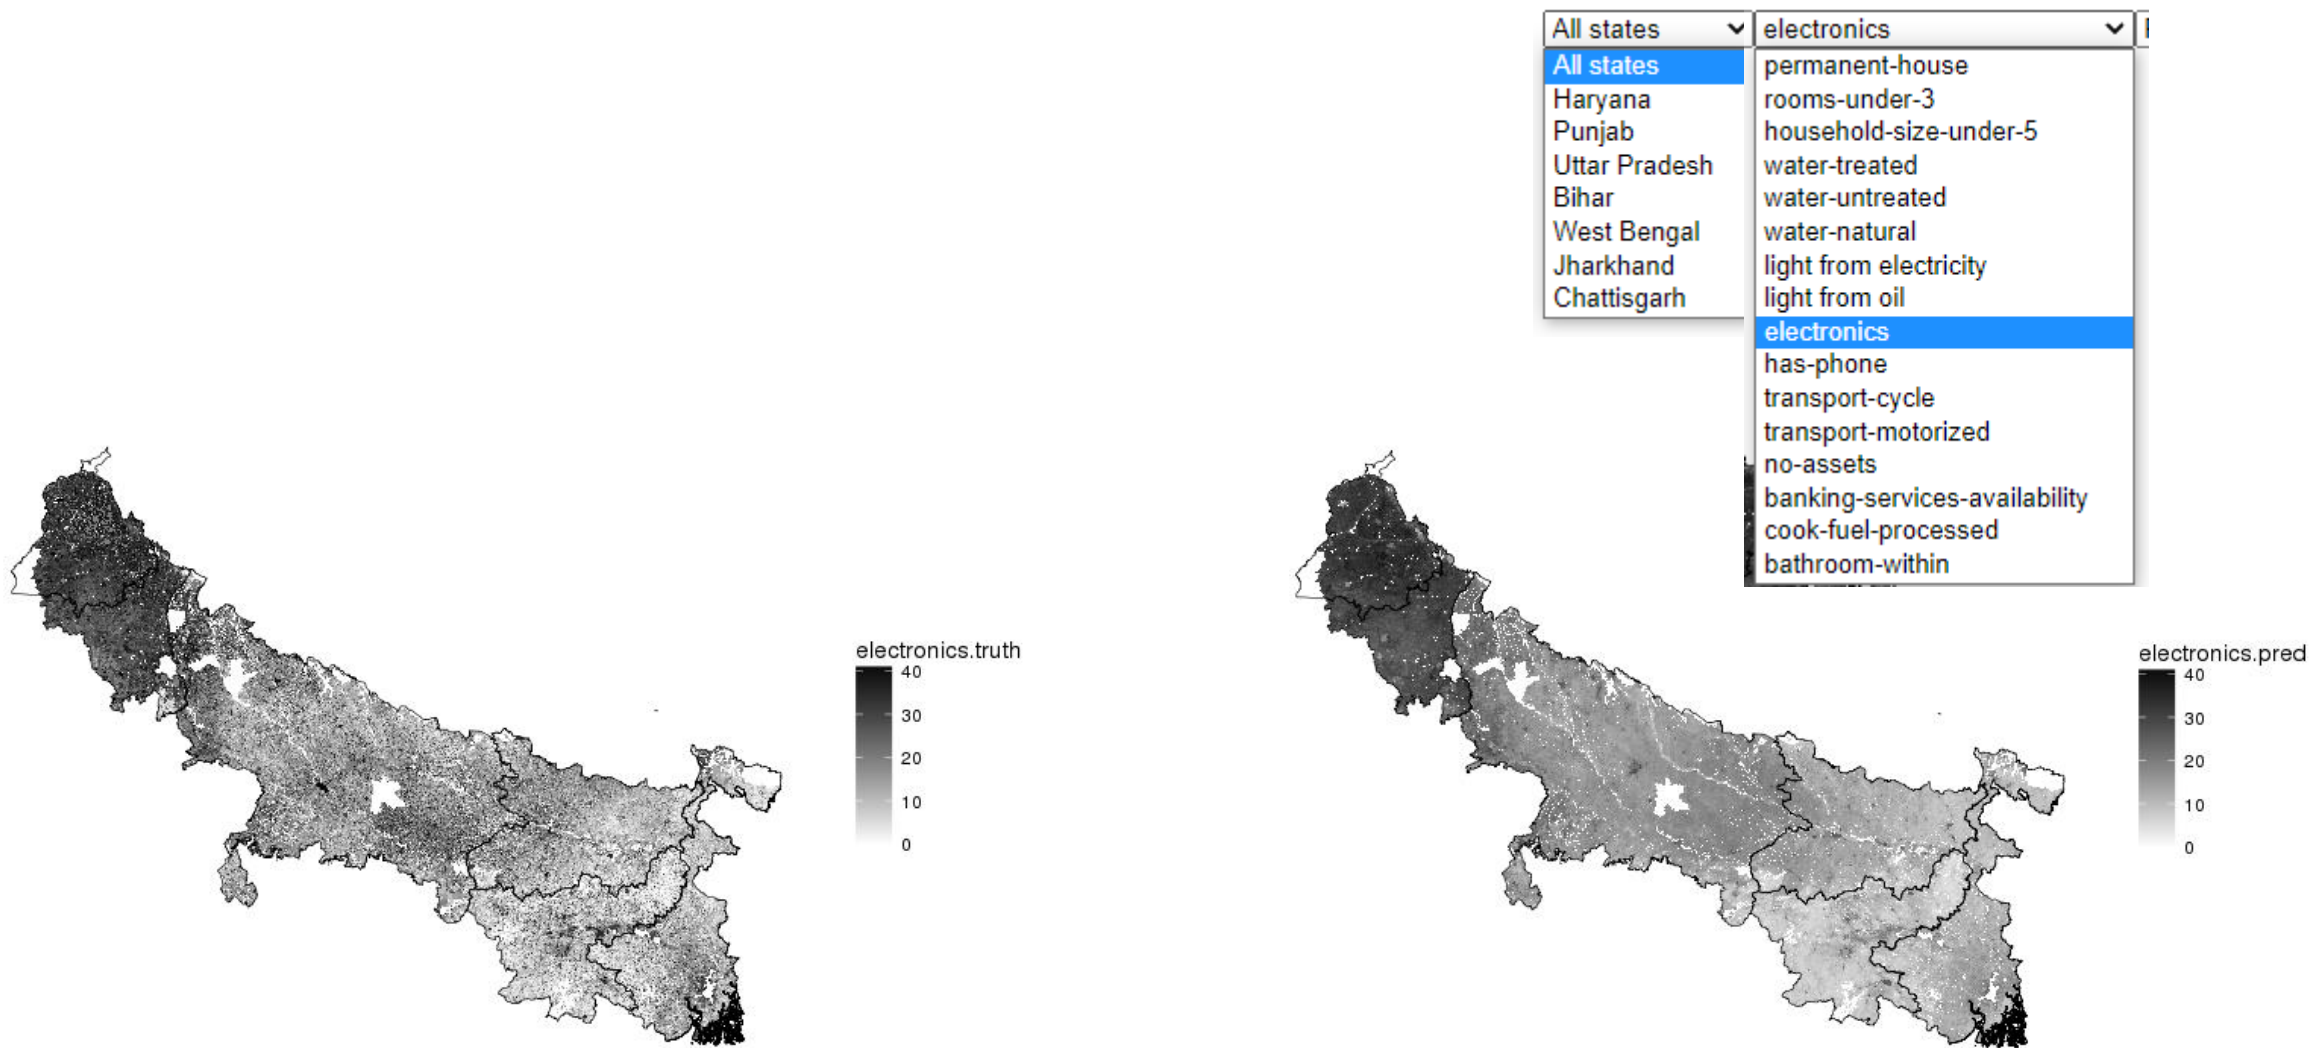 All states
electronics
All states
Haryana
Punjab
Uttar Pradesh
Bihar
West Bengal
Jharkhand
Chattisgarh
permanent-house
rooms-under-3
household-size-under-5
water-treated
water-untreated
water-natural
light from electricity
light from oil
electronics
has-phone
transport-cycle
transport-motorized
no-assets
banking-services-availability
cook-fuel-processed
bathroom-within
electronics.truth
40
30
20
10
0
electronics.pred
40
30
20
10
0